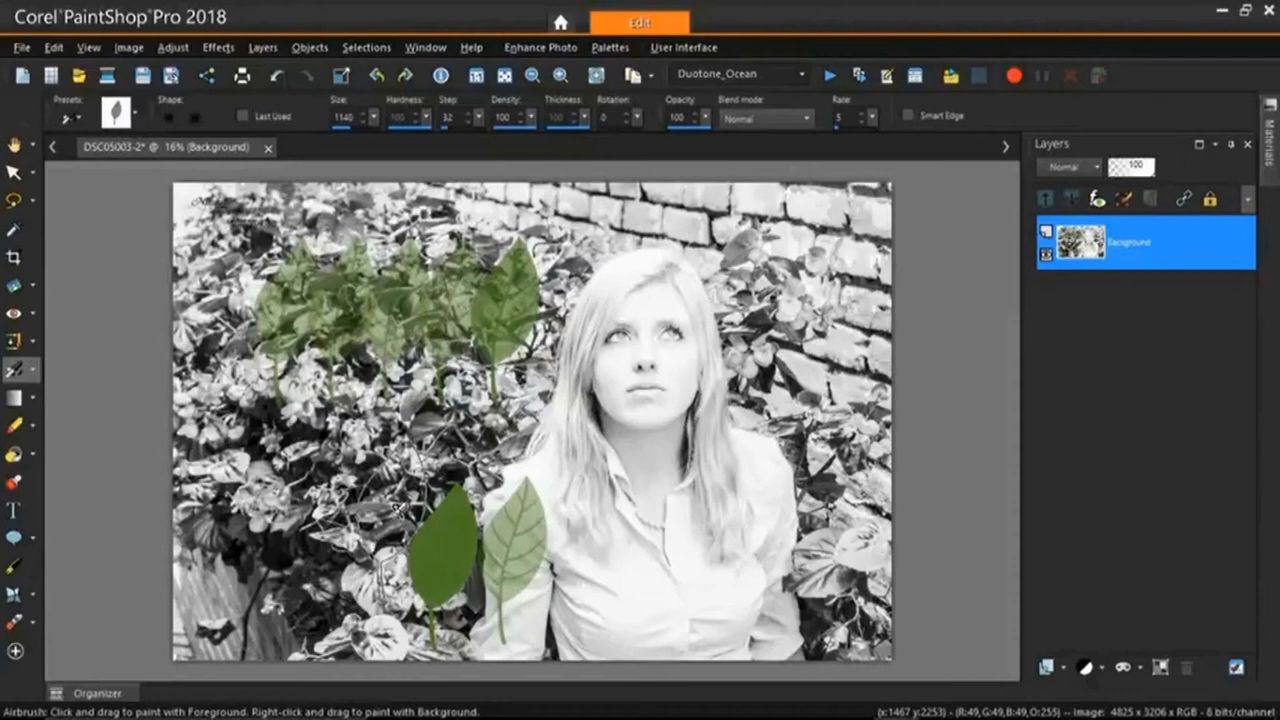 Corel®PaintShop®Pro 2018
Edit
File Edit View Image Adjust Effects Layers Objects Selections Window Help Enhance Photo Palettes User Interface
Duotone_Ocean
Presets: Shape: Size: Hardness: Step: Density: Thickness: Rotation: Opacity: Blend mode: Rate:
Last Used 1140 100 32 100 100 0 100 Normal 5 Smart Edge
DSC05003-2* @ 16% (Background)
Layers
Materials
Normal 100
Background
T
Organizer
Airbrush: Click and drag to paint with Foreground. Right-click and drag to paint with Background.
(x:1467 y:2253) - (R:49,G:49,B:49,O:255) -- Image: 4825 x 3206 x RGB - 8 bits/channel